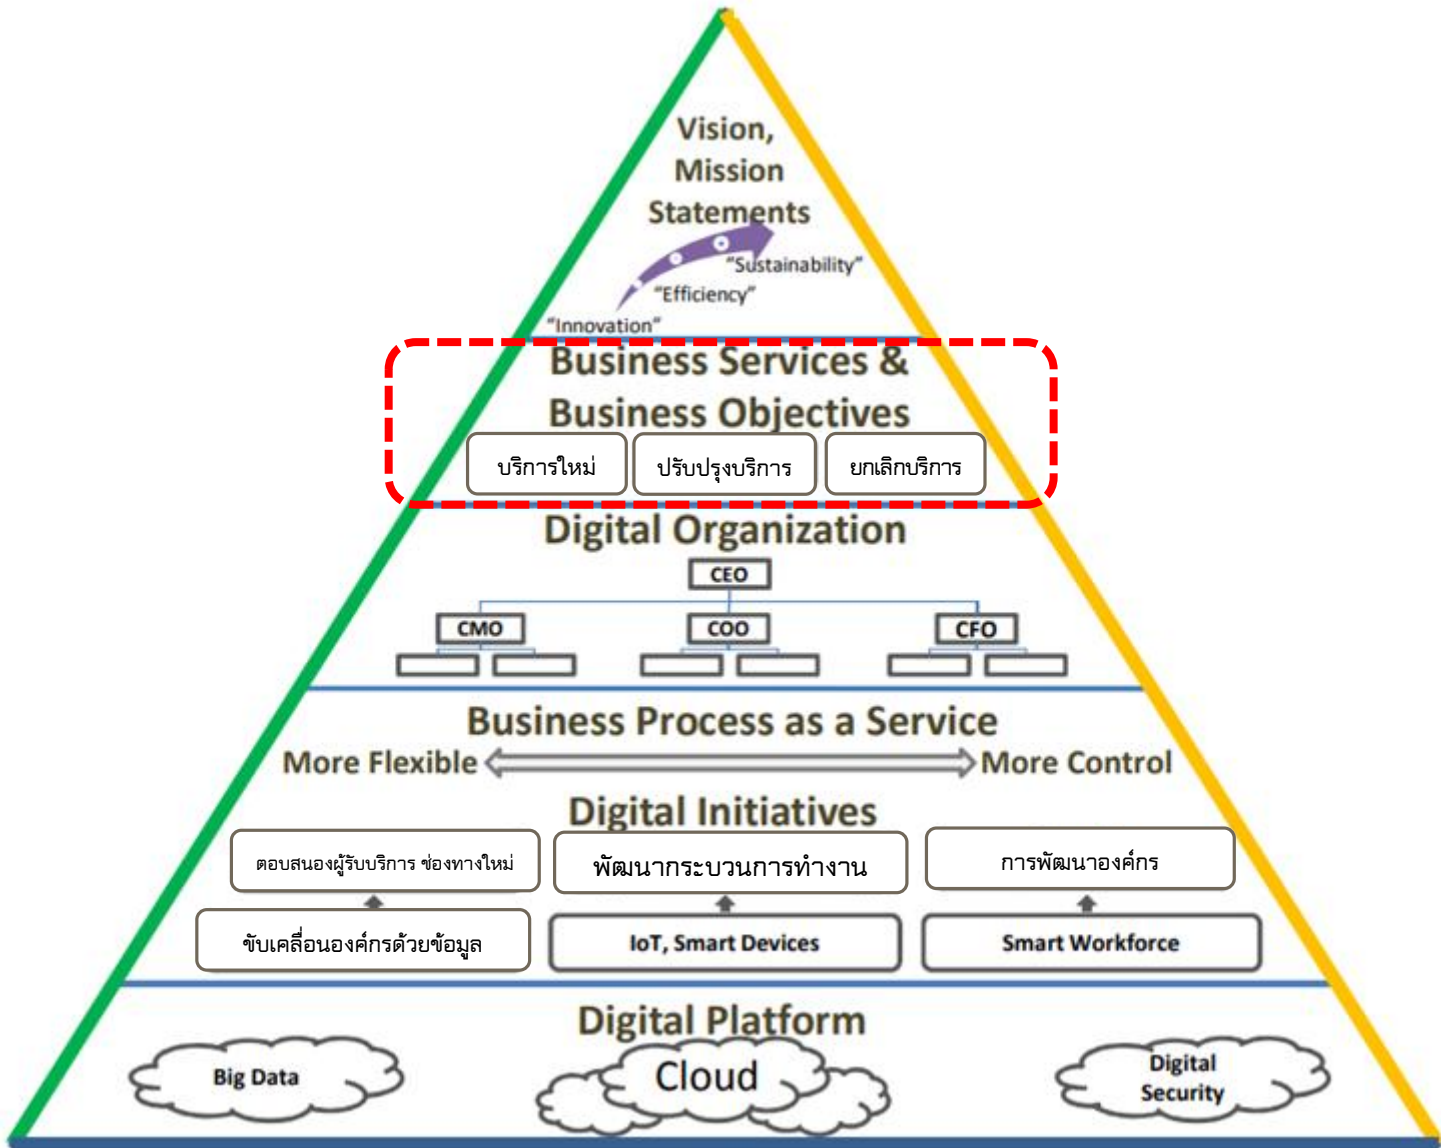 Vision,
Mission
Statements
"Sustainability"
"Efficiency"
"Innovation"
Business Services &
Business Objectives
บริการใหม่
ปรับปรุงบริการ
ยกเลิกบริการ
Digital Organization
CEO
CMO
COO
CFO
Business Process as a Service
More Flexible
More Control
Digital Initiatives
ตอบสนองผู้รับบริการ ช่องทางใหม่
พัฒนากระบวนการทำงาน
การพัฒนาองค์กร
ขับเคลื่อนองค์กรด้วยข้อมูล
IoT, Smart Devices
Smart Workforce
Digital Platform
Big Data
Cloud
Digital
Security